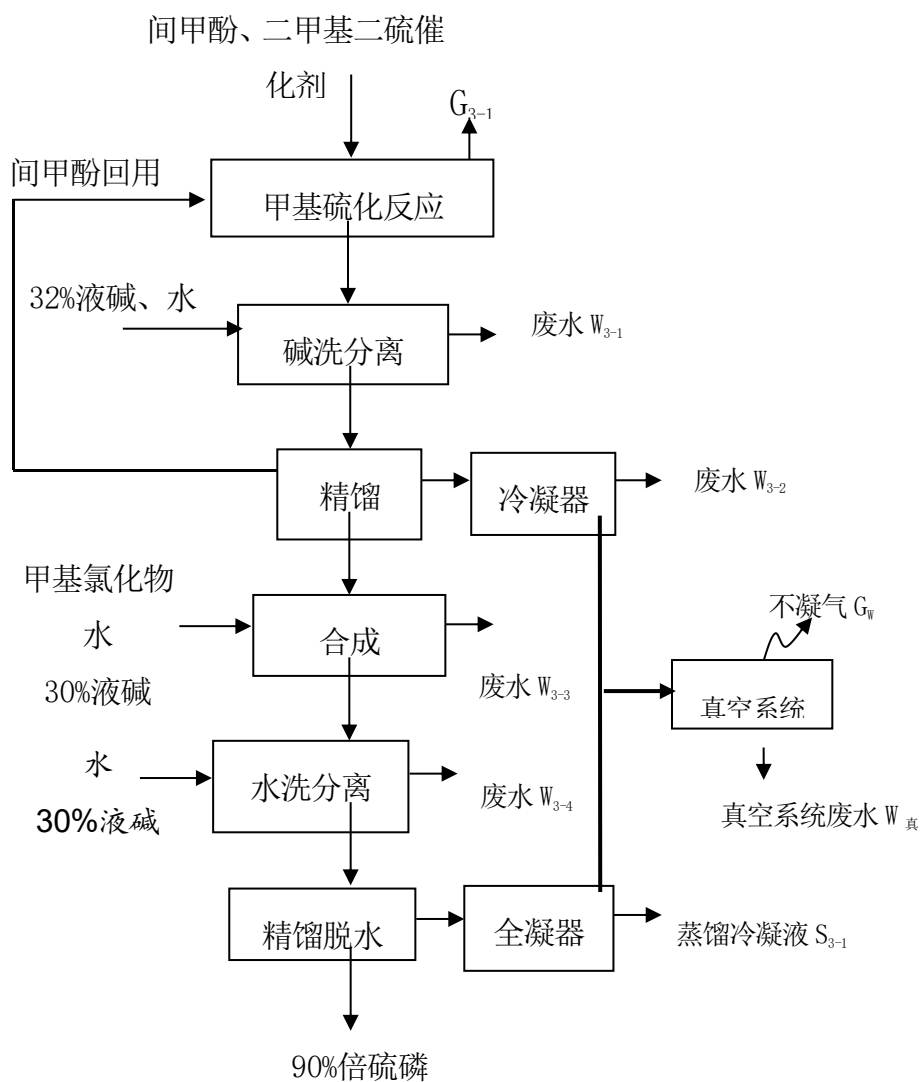 间甲酚、二甲基二硫催
化剂
G₃₋₁
间甲酚回用
甲基硫化反应
32%液碱、水
碱洗分离
废水 W₃₋₁
精馏
冷凝器
废水 W₃₋₂
甲基氯化物
水
30%液碱
合成
废水 W₃₋₃
不凝气 G_W
真空系统
水
30%液碱
水洗分离
废水 W₃₋₄
真空系统废水 W 真
精馏脱水
全凝器
蒸馏冷凝液 S₃₋₁
90%倍硫磷